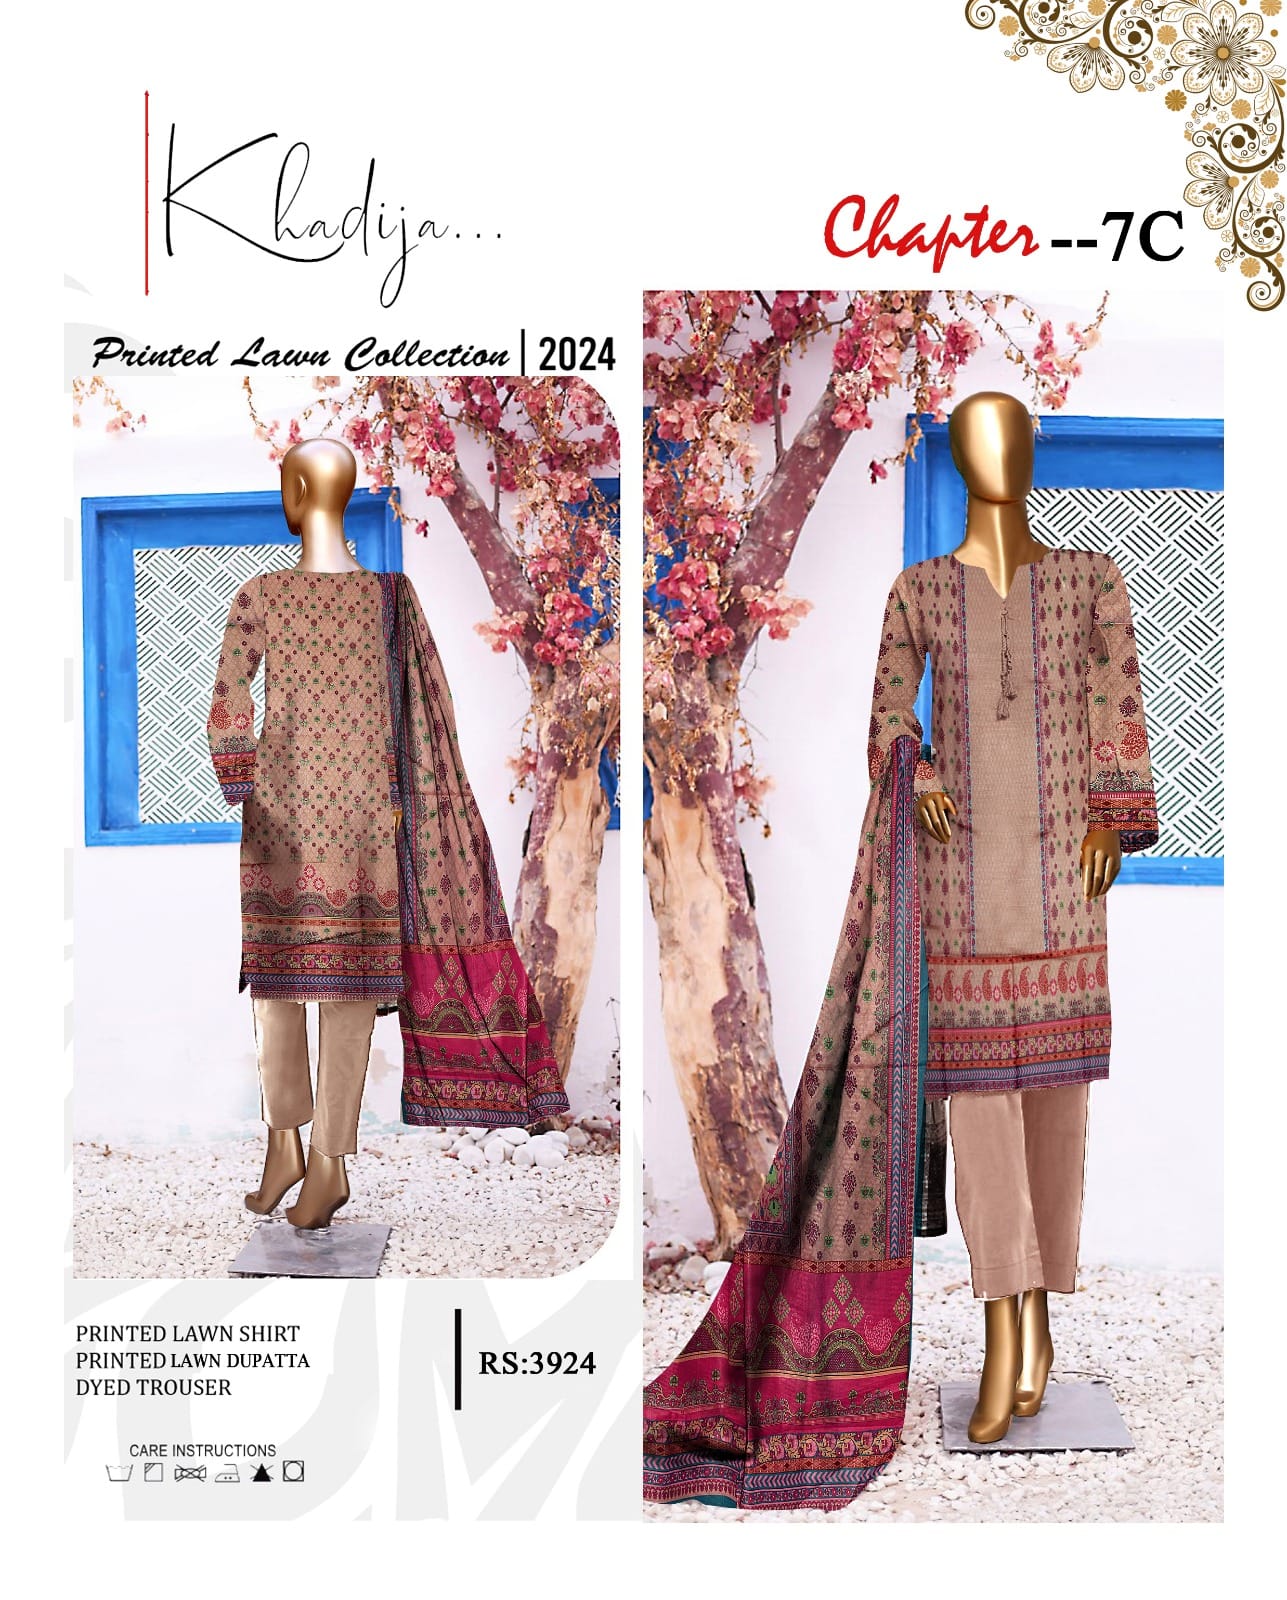 Khadija...
Chapter --7C
Printed Lawn Collection | 2024
PRINTED LAWN SHIRT
PRINTED LAWN DUPATTA
DYED TROUSER
RS:3924
CARE INSTRUCTIONS